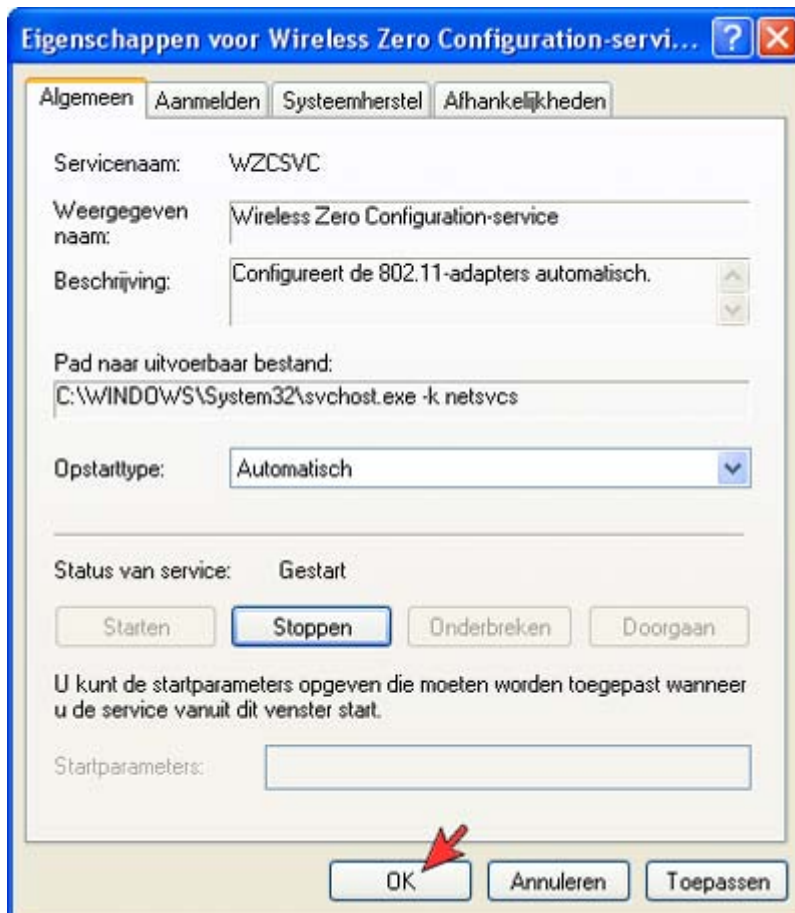 Eigenschappen voor Wireless Zero Configuration-servi...
Algemeen Aanmelden Systeemherstel Afhankelijkheden
Servicenaam: WZCSVC
Weergegeven naam: Wireless Zero Configuration-service
Beschrijving: Configureert de 802.11-adapters automatisch.
Pad naar uitvoerbaar bestand:
C:\WINDOWS\System32\svchost.exe -k netsvcs
Opstarttype: Automatisch
Status van service: Gestart
Starten Stoppen Onderbreken Doorgaan
U kunt de startparameters opgeven die moeten worden toegepast wanneer
u de service vanuit dit venster start.
Startparameters:
OK Annuleren Toepassen